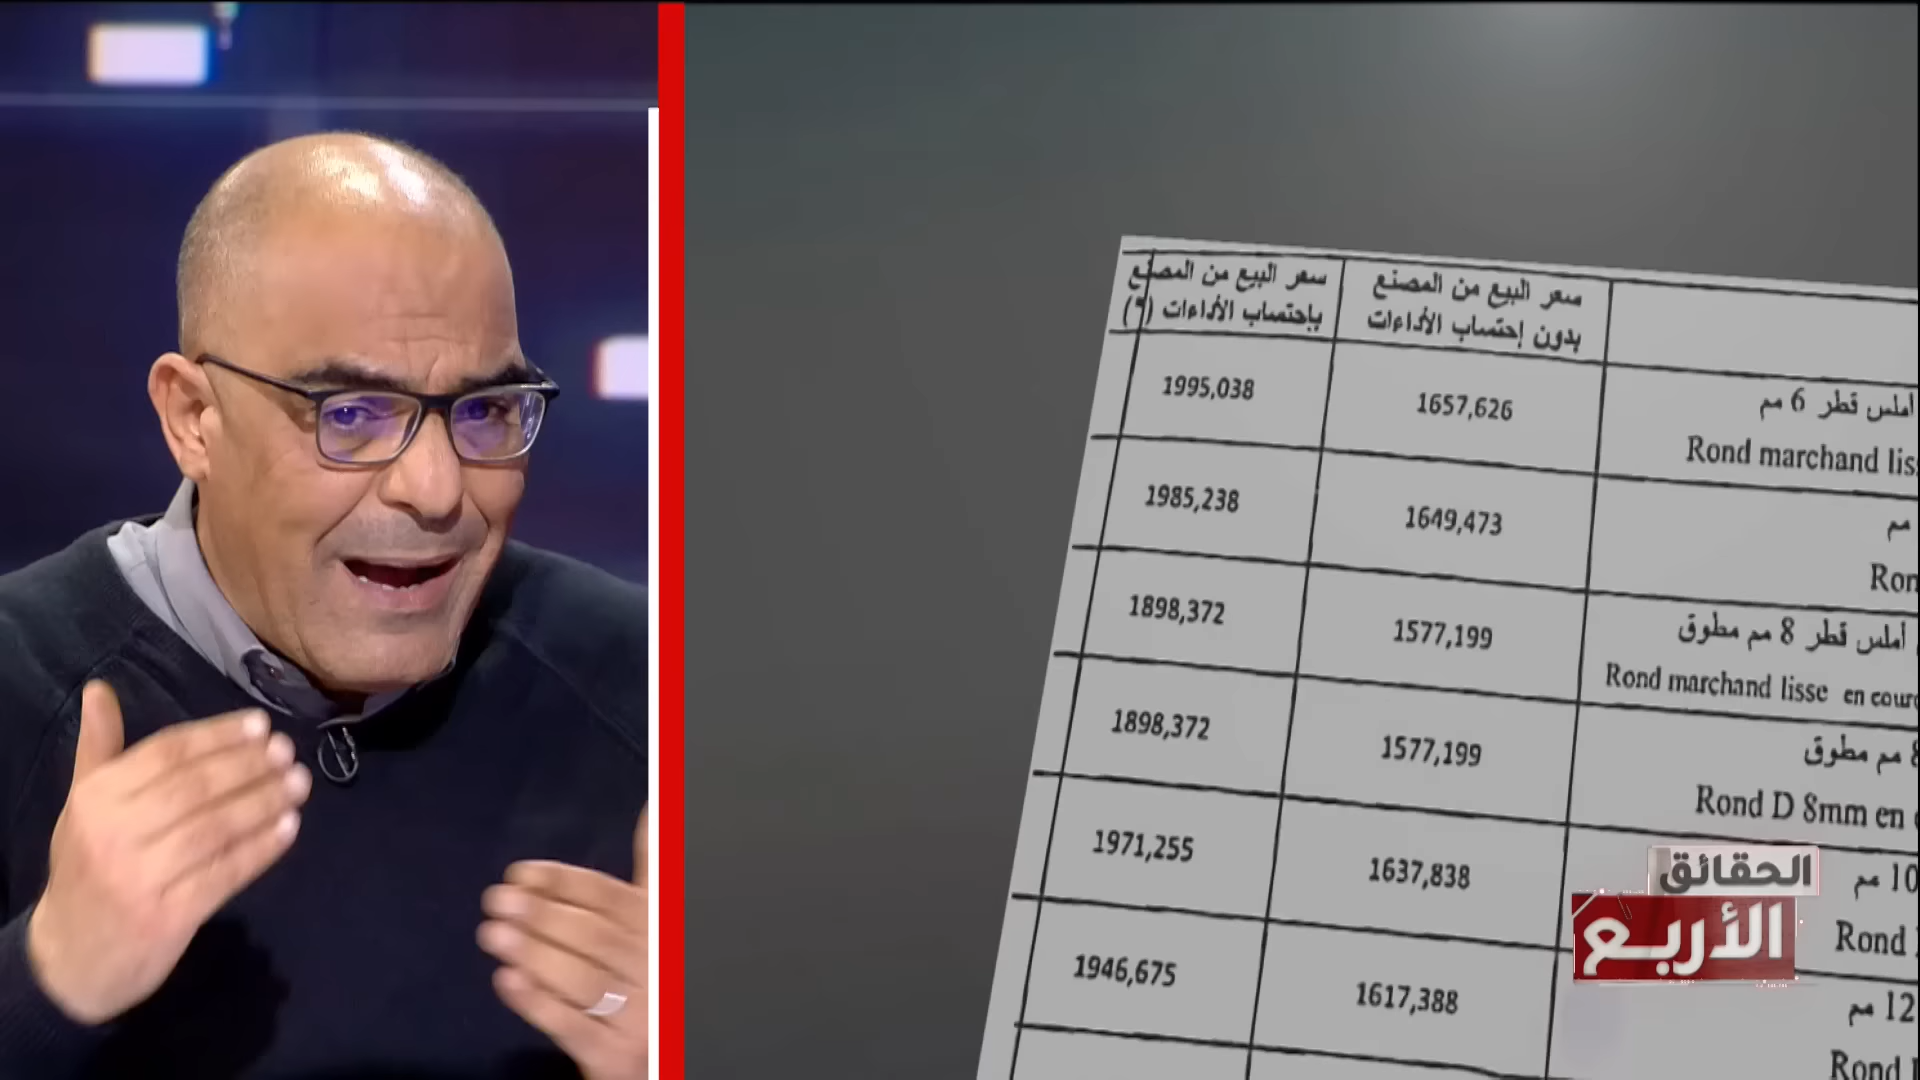 سعر البيع من المصنع
بدون إحتساب الأداءات
سعر البيع من المصنع
بإحتساب الأداءات (*)
أملس قطر 6 مم
Rond marchand
1657,626
1995,038
مم
1649,473
1985,238
أملس قطر 8 مم مطوق
Rond marchand lisse en
1577,199
1898,372
8 مم مطوق
Rond D 8mm en
1577,199
1898,372
10 مم
Rond
1637,838
1971,255
12 مم
Rond
1617,388
1946,675
الحقائق
الأربع